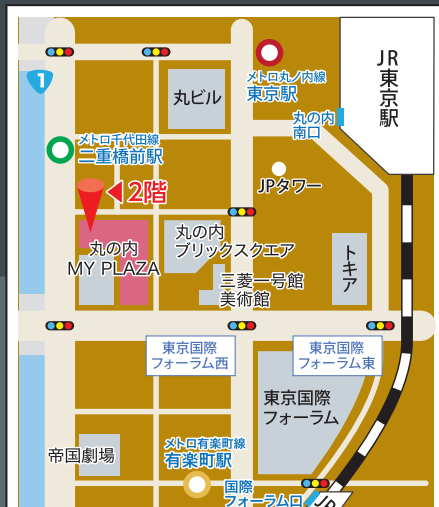 JR
東京駅
メトロ丸ノ内線
東京駅
1
丸ビル
丸の内
南口
メトロ千代田線
二重橋前駅
JPタワー
2階
丸の内
ブリックスクエア
丸の内
MY PLAZA
トキア
三菱一号館
美術館
東京国際
フォーラム西
東京国際
フォーラム東
東京国際
フォーラム
メトロ有楽町線
有楽町駅
帝国劇場
国際
フォーラム口
JR